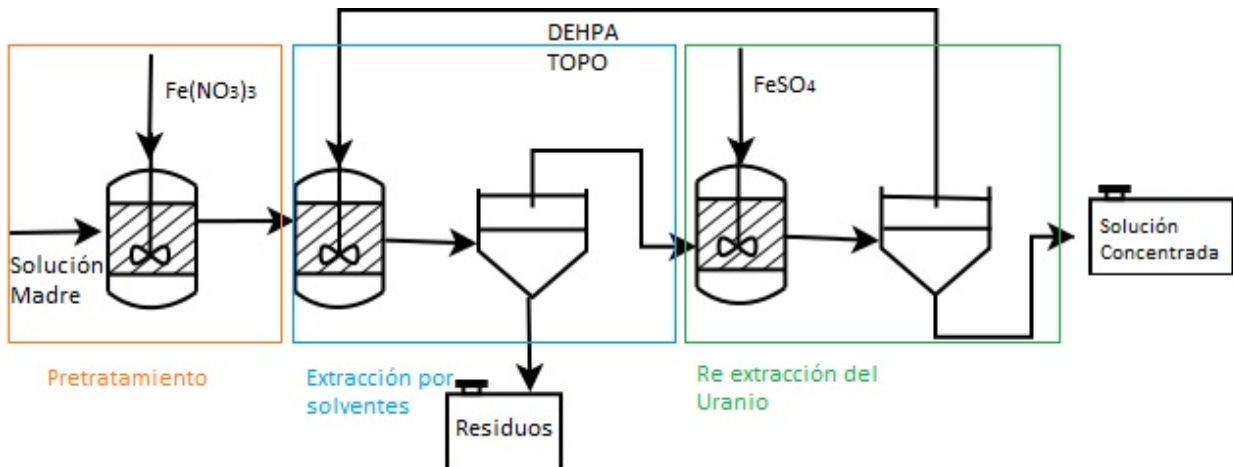 DEHPA
TOPO
Fe(NO3)3
FeSO4
Solución
Madre
Solución
Concentrada
Pretratamiento
Extracción por
solventes
Re extracción del
Uranio
Residuos